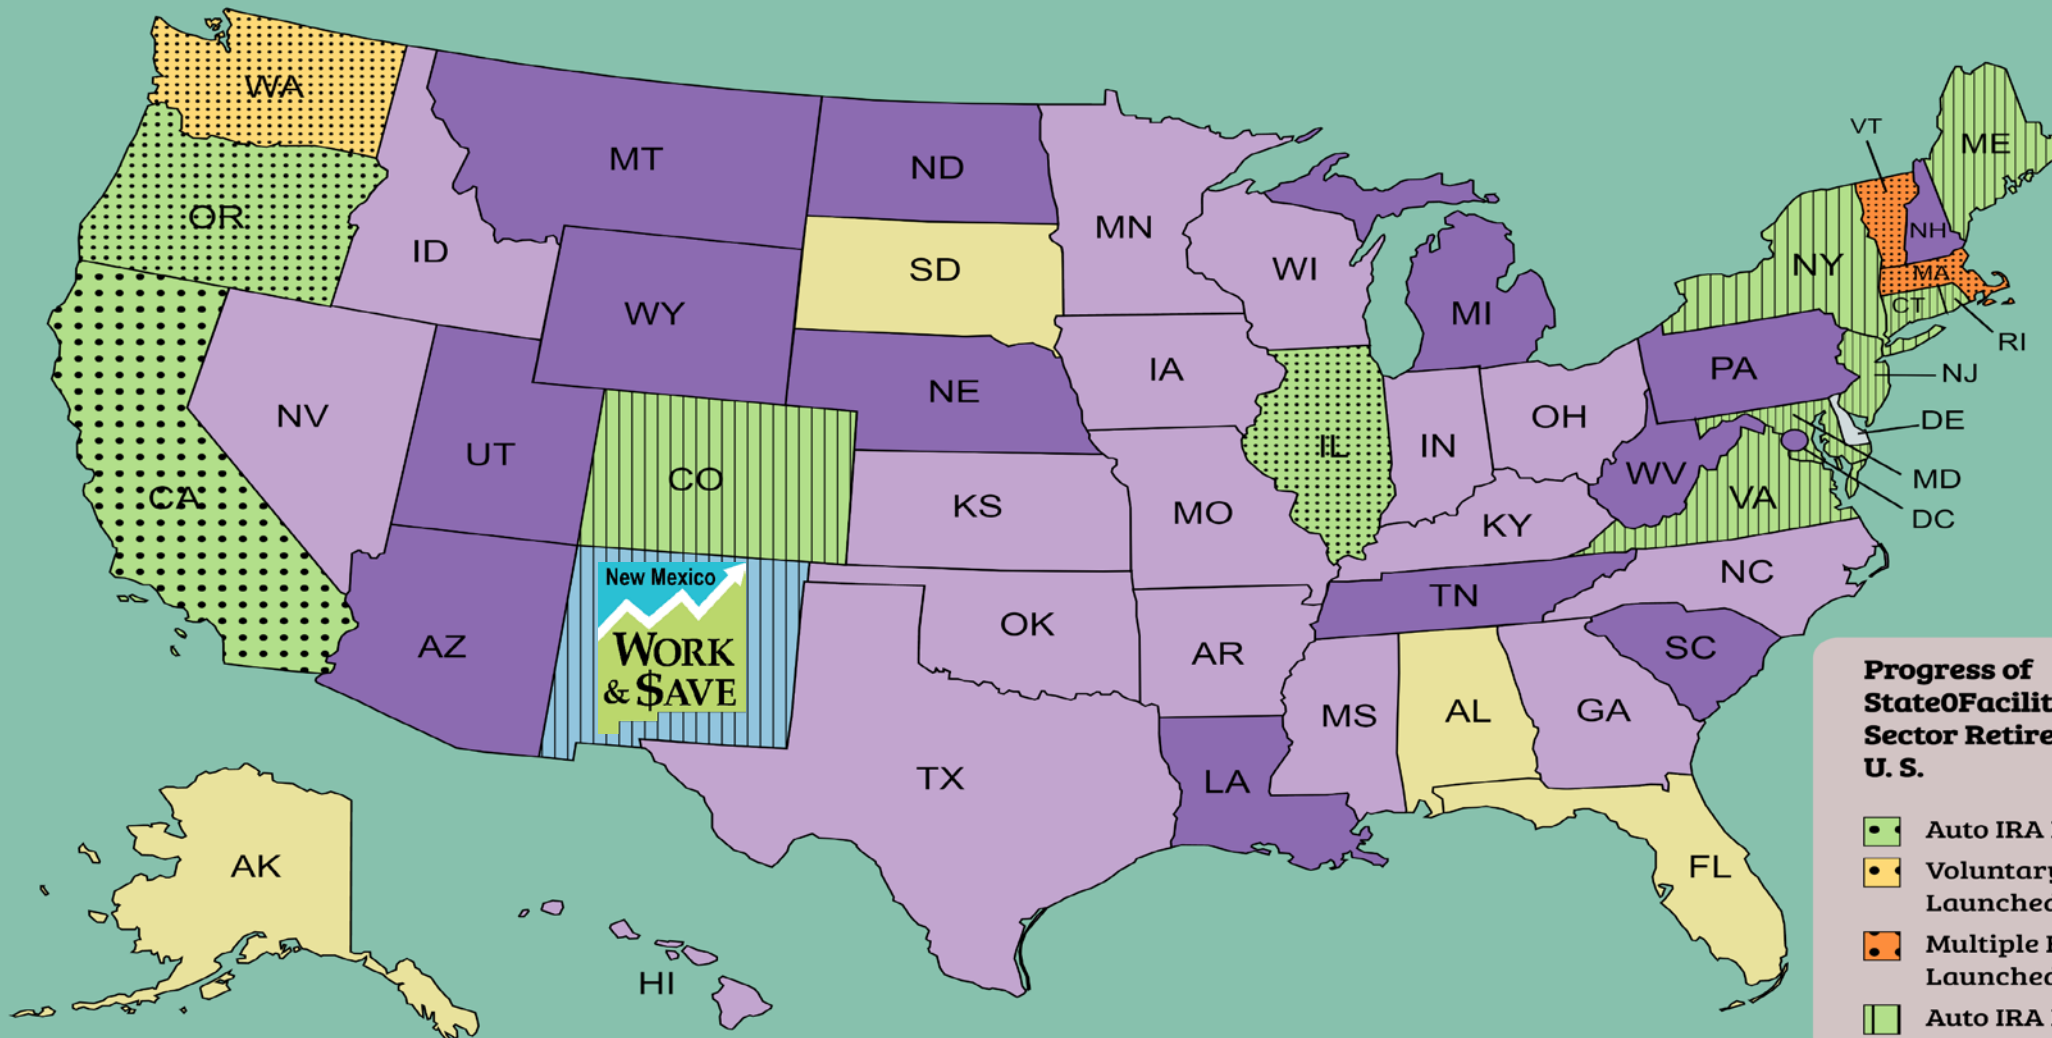 WA
MT
ND
MN
VT
ME
OR
ID
SD
WI
NY
NH
MA
CT
WY
MI
RI
IA
PA
NJ
NE
NV
OH
DE
UT
IL
IN
CO
WV
MD
CA
KS
MO
KY
VA
DC
New Mexico
WORK
& $AVE
TN
NC
AZ
OK
AR
SC
MS
AL
GA
TX
LA
AK
FL
HI
Progress of
State0Facilit
Sector Retire
U. S.
Auto IRA
Voluntary
Launched
Multiple
Launched
Auto IRA